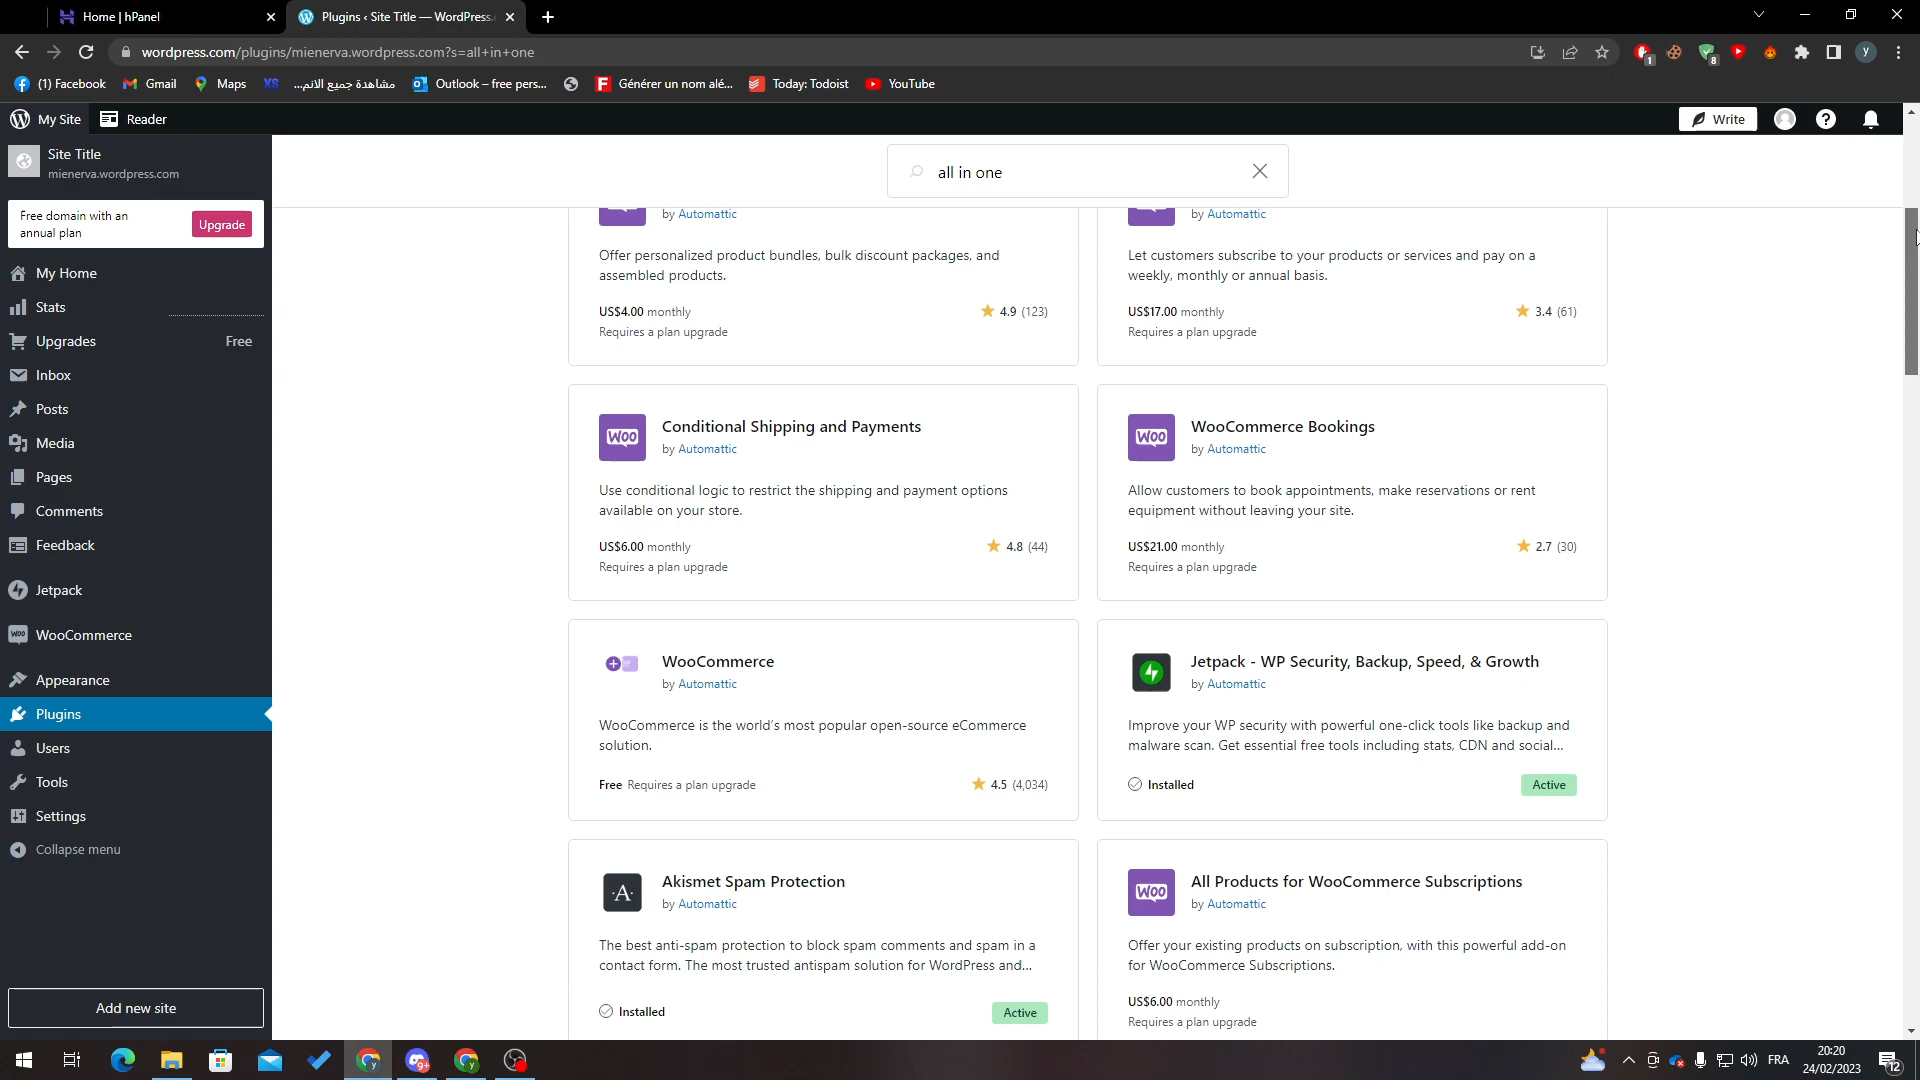 Home | hPanel
Plugins ‹ Site Title — WordPress.
wordpress.com/plugins/mienerva.wordpress.com?s=all+in+one
1
8
y
(1) Facebook
Gmail
Maps
XS
مشاهدة جميع الانم...
Outlook – free pers...
Générer un nom alé...
Today: Todoist
YouTube
My Site
Reader
Write
Site Title
mienerva.wordpress.com
Free domain with an
annual plan
Upgrade
My Home
Stats
Upgrades
Free
Inbox
Posts
Media
Pages
Comments
Feedback
Jetpack
WooCommerce
Appearance
Plugins
Users
Tools
Settings
Collapse menu
Add new site
all in one
by Automattic
Offer personalized product bundles, bulk discount packages, and
assembled products.
US$4.00 monthly
4.9 (123)
Requires a plan upgrade
by Automattic
Let customers subscribe to your products or services and pay on a
weekly, monthly or annual basis.
US$17.00 monthly
3.4 (61)
Requires a plan upgrade
WOO
Conditional Shipping and Payments
by Automattic
Use conditional logic to restrict the shipping and payment options
available on your store.
US$6.00 monthly
4.8 (44)
Requires a plan upgrade
WOO
WooCommerce Bookings
by Automattic
Allow customers to book appointments, make reservations or rent
equipment without leaving your site.
US$21.00 monthly
2.7 (30)
Requires a plan upgrade
WooCommerce
by Automattic
WooCommerce is the world's most popular open-source eCommerce
solution.
Free Requires a plan upgrade
4.5 (4,034)
Jetpack - WP Security, Backup, Speed, & Growth
by Automattic
Improve your WP security with powerful one-click tools like backup and
malware scan. Get essential free tools including stats, CDN and social...
Installed
Active
·A·
Akismet Spam Protection
by Automattic
The best anti-spam protection to block spam comments and spam in a
contact form. The most trusted antispam solution for WordPress and...
Installed
Active
WOO
All Products for WooCommerce Subscriptions
by Automattic
Offer your existing products on subscription, with this powerful add-on
for WooCommerce Subscriptions.
US$6.00 monthly
Requires a plan upgrade
9+
FRA
20:20
24/02/2023
12